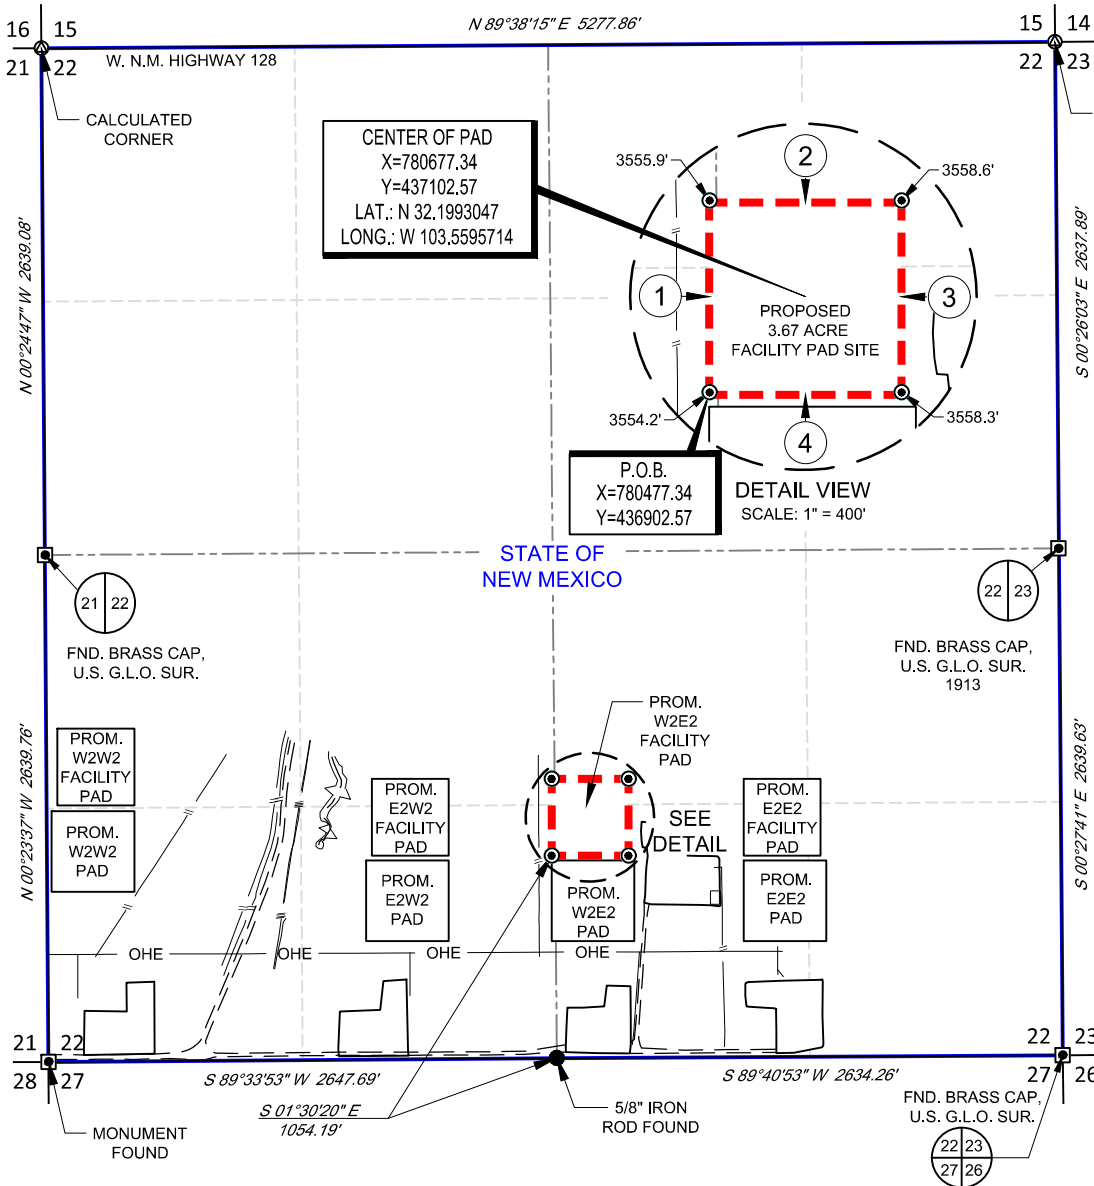 N 89°38'15" E 5277.86'
16 15
21 22
15 14
22 23
W. N.M. HIGHWAY 128
CALCULATED
CORNER
CENTER OF PAD
X=780677.34
Y=437102.57
LAT.: N 32.1993047
LONG.: W 103.5595714
3555.9'
2
3558.6'
1
PROPOSED
3.67 ACRE
FACILITY PAD SITE
3
3554.2'
4
3558.3'
P.O.B.
X=780477.34
Y=436902.57
DETAIL VIEW
SCALE: 1" = 400'
N 00°24'47" W 2639.08'
S 00°26'03" E 2637.89'
STATE OF
NEW MEXICO
21 22
FND. BRASS CAP,
U.S. G.L.O. SUR.
22 23
FND. BRASS CAP,
U.S. G.L.O. SUR.
1913
N 00°23'37" W 2639.76'
S 00°27'41" E 2639.63'
PROM.
W2W2
FACILITY
PAD
PROM.
W2W2
PAD
PROM.
E2W2
FACILITY
PAD
PROM.
E2W2
PAD
PROM.
W2E2
FACILITY
PAD
SEE
DETAIL
PROM.
W2E2
PAD
PROM.
E2E2
FACILITY
PAD
PROM.
E2E2
PAD
OHE
OHE
OHE
OHE
21 22
28 27
22 23
27 26
S 89°33'53" W 2647.69'
S 89°40'53" W 2634.26'
S 01°30'20" E
1054.19'
5/8" IRON
ROD FOUND
MONUMENT
FOUND
FND. BRASS CAP,
U.S. G.L.O. SUR.
22 23
27 26